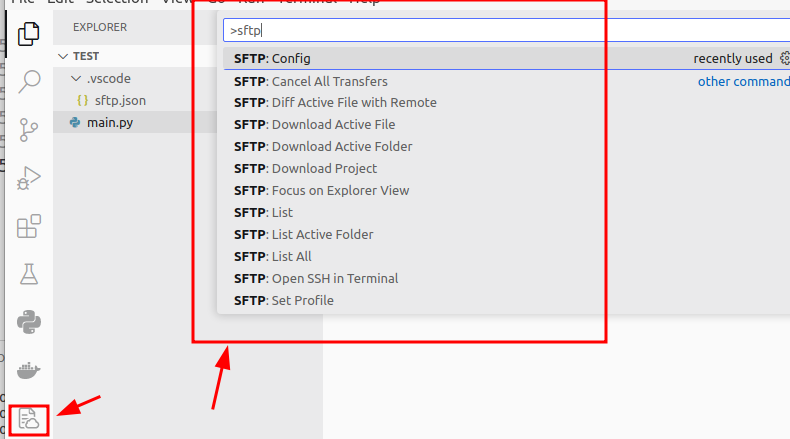 File Edit Selection View Go Run Terminal Help
EXPLORER
>sftp
TEST
.vscode
{ } sftp.json
main.py
SFTP: Config
recently used
SFTP: Cancel All Transfers
other command
SFTP: Diff Active File with Remote
SFTP: Download Active File
SFTP: Download Active Folder
SFTP: Download Project
SFTP: Focus on Explorer View
SFTP: List
SFTP: List Active Folder
SFTP: List All
SFTP: Open SSH in Terminal
SFTP: Set Profile